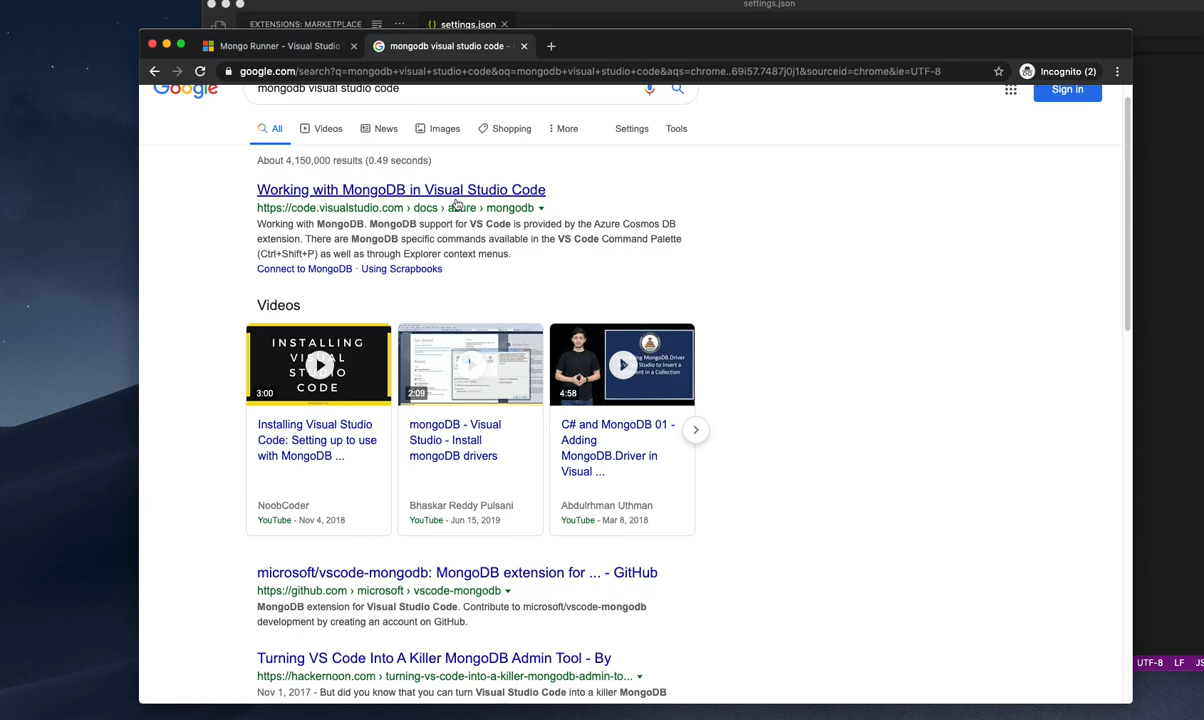 settings.json
EXTENSIONS: MARKETPLACE
{} settings.json
Mongo Runner - Visual Studio
mongodb visual studio code -
google.com/search?q=mongodb+visual+studio+code&oq=mongodb+visual+studio+code&aqs=chrome..69i57.7487j0j1&sourceid=chrome&ie=UTF-8
Incognito (2)
Google
mongodb visual studio code
Sign in
All
Videos
News
Images
Shopping
More
Settings
Tools
About 4,150,000 results (0.49 seconds)
Working with MongoDB in Visual Studio Code
https://code.visualstudio.com › docs › azure › mongodb
Working with MongoDB. MongoDB support for VS Code is provided by the Azure Cosmos DB
extension. There are MongoDB specific commands available in the VS Code Command Palette
(Ctrl+Shift+P) as well as through Explorer context menus.
Connect to MongoDB · Using Scrapbooks
Videos
INSTALLING
VISUAL
STUDIO
CODE
3:00
2:09
4:58
Installing Visual Studio
Code: Setting up to use
with MongoDB ...
NoobCoder
YouTube - Nov 4, 2018
mongoDB - Visual
Studio - Install
mongoDB drivers
Bhaskar Reddy Pulsani
YouTube - Jun 15, 2019
C# and MongoDB 01 -
Adding
MongoDB.Driver in
Visual ...
Abdulrhman Uthman
YouTube - Mar 8, 2018
microsoft/vscode-mongodb: MongoDB extension for ... - GitHub
https://github.com › microsoft › vscode-mongodb
MongoDB extension for Visual Studio Code. Contribute to microsoft/vscode-mongodb
development by creating an account on GitHub.
Turning VS Code Into A Killer MongoDB Admin Tool - By
https://hackernoon.com › turning-vs-code-into-a-killer-mongodb-admin-to...
Nov 1, 2017 - But did you know that you can turn Visual Studio Code into a killer MongoDB
UTF-8
LF
JS